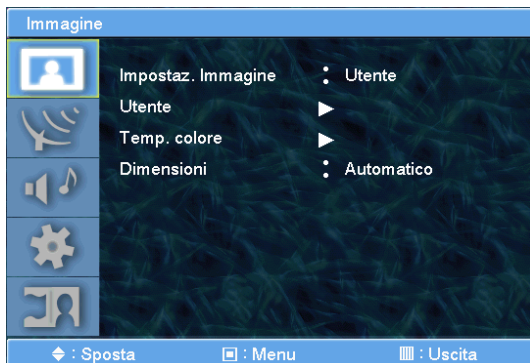 Immagine
Impostaz. Immagine : Utente
Utente
Temp. colore
Dimensioni : Automatico
: Sposta : Menu : Uscita